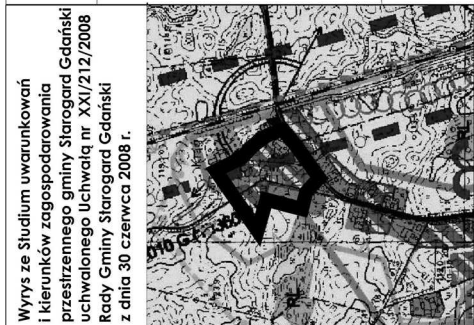 Wyrys ze Studium uwarunkowań
i kierunków zagospodarowania
przestrzennego gminy Starogard Gdański
uchwalonego Uchwałą nr XXI/212/2008
Rady Gminy Starogard Gdański
z dnia 30 czerwca 2008 r.
RL